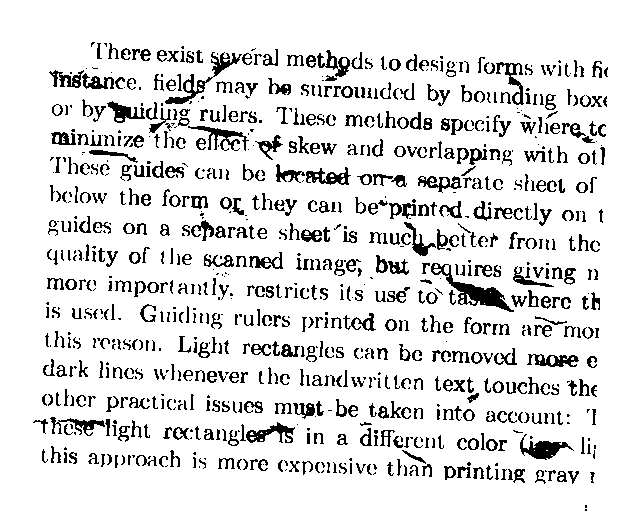 There exist several methods to design forms with fie
instance, fields may be surrounded by bounding boxe
or by guiding rulers. These methods specify where to
minimize the effect of skew and overlapping with oth
These guides can be located on a separate sheet of
below the form or they can be printed directly on t
guides on a separate sheet is much better from the
quality of the scanned image, but requires giving n
more importantly, restricts its use to tasks where th
is used. Guiding rulers printed on the form are mor
this reason. Light rectangles can be removed more e
dark lines whenever the handwritten text touches the
other practical issues must be taken into account: T
these light rectangles is in a different color (i.e. lig
this approach is more expensive than printing gray r